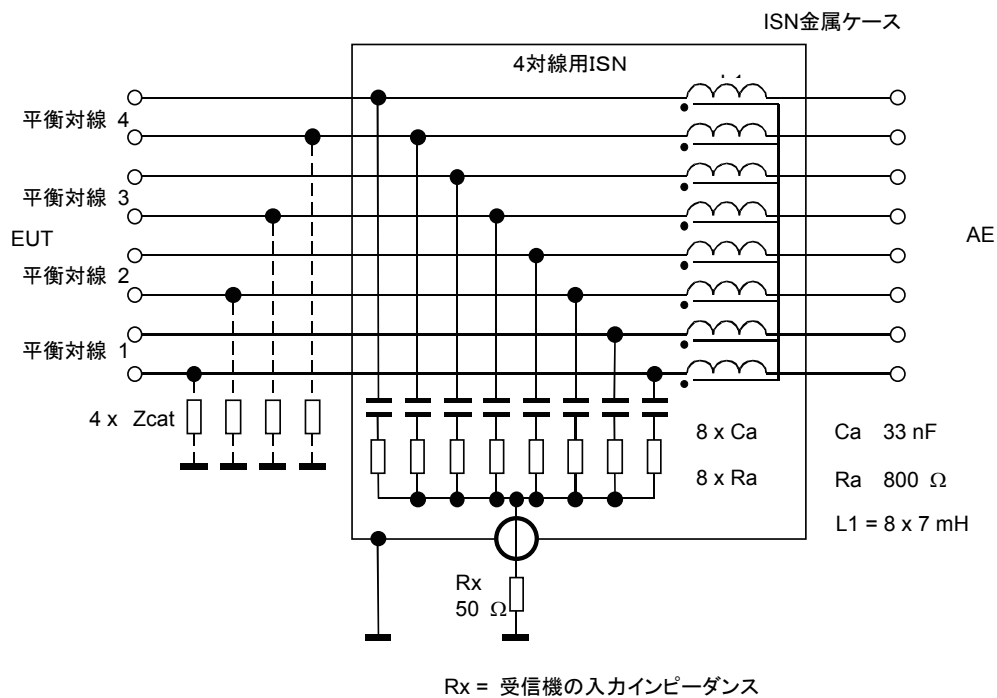 ISN金属ケース
4対線用ISN
平衡対線 4
平衡対線 3
EUT
AE
平衡対線 2
平衡対線 1
4 x Zcat
8 x Ca
Ca 33 nF
8 x Ra
Ra 800 Ω
L1 = 8 x 7 mH
Rx
50 Ω
Rx = 受信機の入力インピーダンス